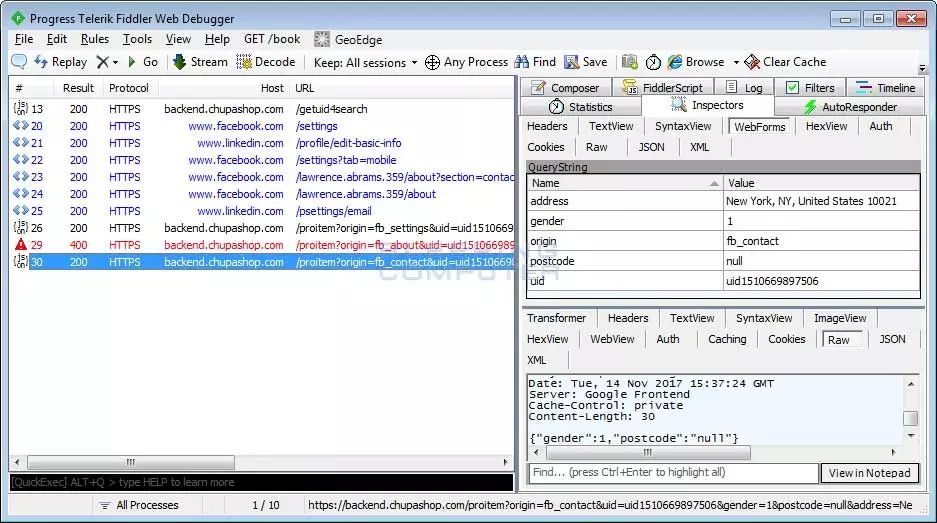 Progress Telerik Fiddler Web Debugger
File Edit Rules Tools View Help GET /book GeoEdge
Replay Go Stream Decode Keep: All sessions Any Process Find Save Browse Clear Cache
# Result Protocol Host URL
13 200 HTTPS backend.chupashop.com /getuid4search
20 200 HTTPS www.facebook.com /settings
21 200 HTTPS www.linkedin.com /profile/edit-basic-info
22 200 HTTPS www.facebook.com /settings?tab=mobile
23 200 HTTPS www.facebook.com /lawrence.abrams.359/about?section=contac
24 200 HTTPS www.facebook.com /lawrence.abrams.359/about
25 200 HTTPS www.linkedin.com /psettings/email
26 200 HTTPS backend.chupashop.com /proitem?origin=fb_settings&uid=uid1510669
29 400 HTTPS backend.chupashop.com /proitem?origin=fb_about&uid=uid151066989
30 200 HTTPS backend.chupashop.com /proitem?origin=fb_contact&uid=uid1510669
COMPUTER
[QuickExec] ALT+Q > type HELP to learn more
Composer FiddlerScript Log Filters Timeline
Statistics Inspectors AutoResponder
Headers TextView SyntaxView WebForms HexView Auth
Cookies Raw JSON XML
QueryString
Name Value
address New York, NY, United States 10021
gender 1
origin fb_contact
postcode null
uid uid1510669897506
Transformer Headers TextView SyntaxView ImageView
HexView WebView Auth Caching Cookies Raw JSON
XML
Date: Tue, 14 Nov 2017 15:37:24 GMT
Server: Google Frontend
Cache-Control: private
Content-Length: 30
{"gender":1,"postcode":"null"}
Find... (press Ctrl+Enter to highlight all) View in Notepad
All Processes 1 / 10 https://backend.chupashop.com/proitem?origin=fb_contact&uid=uid1510669897506&gender=1&postcode=null&address=Ne